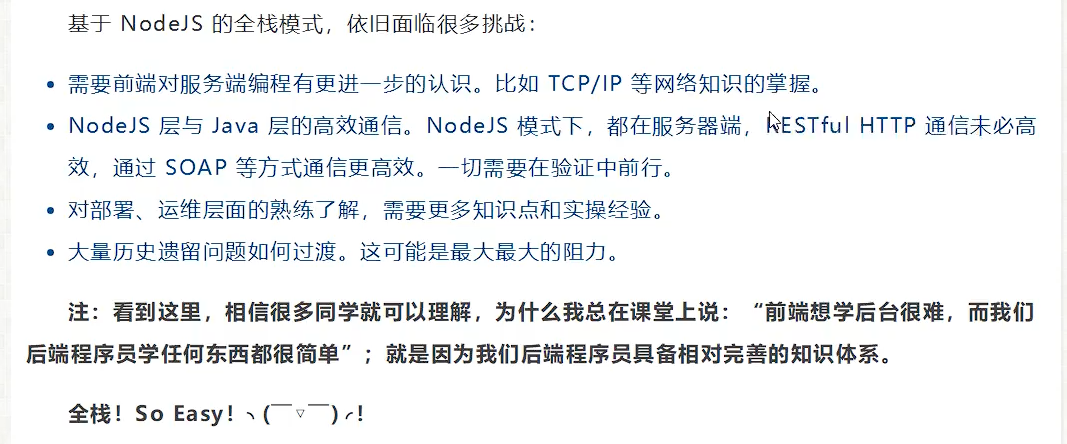 基于 NodeJS 的全栈模式，依旧面临很多挑战：
• 需要前端对服务端编程有更进一步的认识。比如 TCP/IP 等网络知识的掌握。
• NodeJS 层与 Java 层的高效通信。NodeJS 模式下，都在服务器端，RESTful HTTP 通信未必高
效，通过 SOAP 等方式通信更高效。一切需要在验证中前行。
• 对部署、运维层面的熟练了解，需要更多知识点和实操经验。
• 大量历史遗留问题如何过渡。这可能是最大最大的阻力。
注：看到这里，相信很多同学就可以理解，为什么我总在课堂上说：“前端想学后台很难，而我们
后端程序员学任何东西都很简单”；就是因为我们后端程序员具备相对完善的知识体系。
全栈！So Easy！ヽ(￣▽￣)ノ！